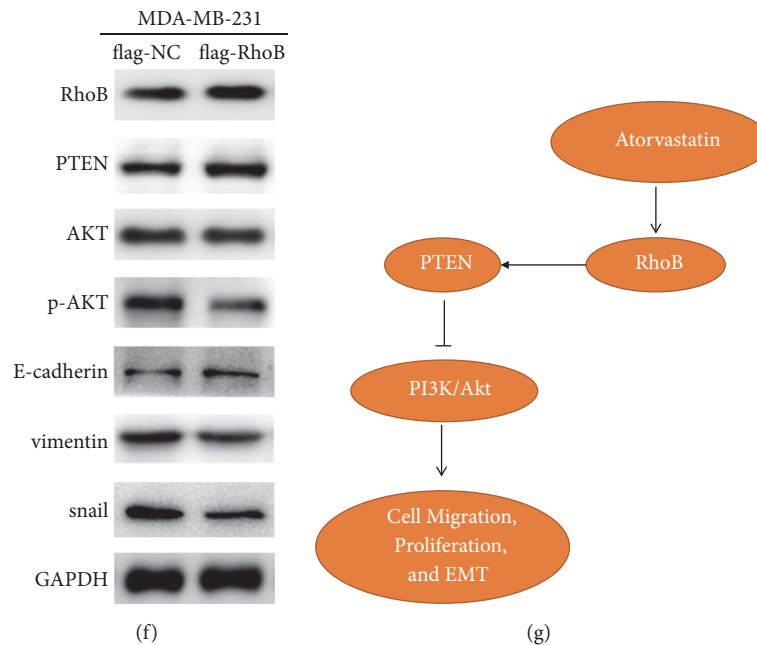 MDA-MB-231
flag-NC flag-RhoB
RhoB
PTEN
AKT
p-AKT
E-cadherin
vimentin
snail
GAPDH
(f)
Atorvastatin
RhoB
PTEN
PI3K/Akt
Cell Migration,
Proliferation,
and EMT
(g)